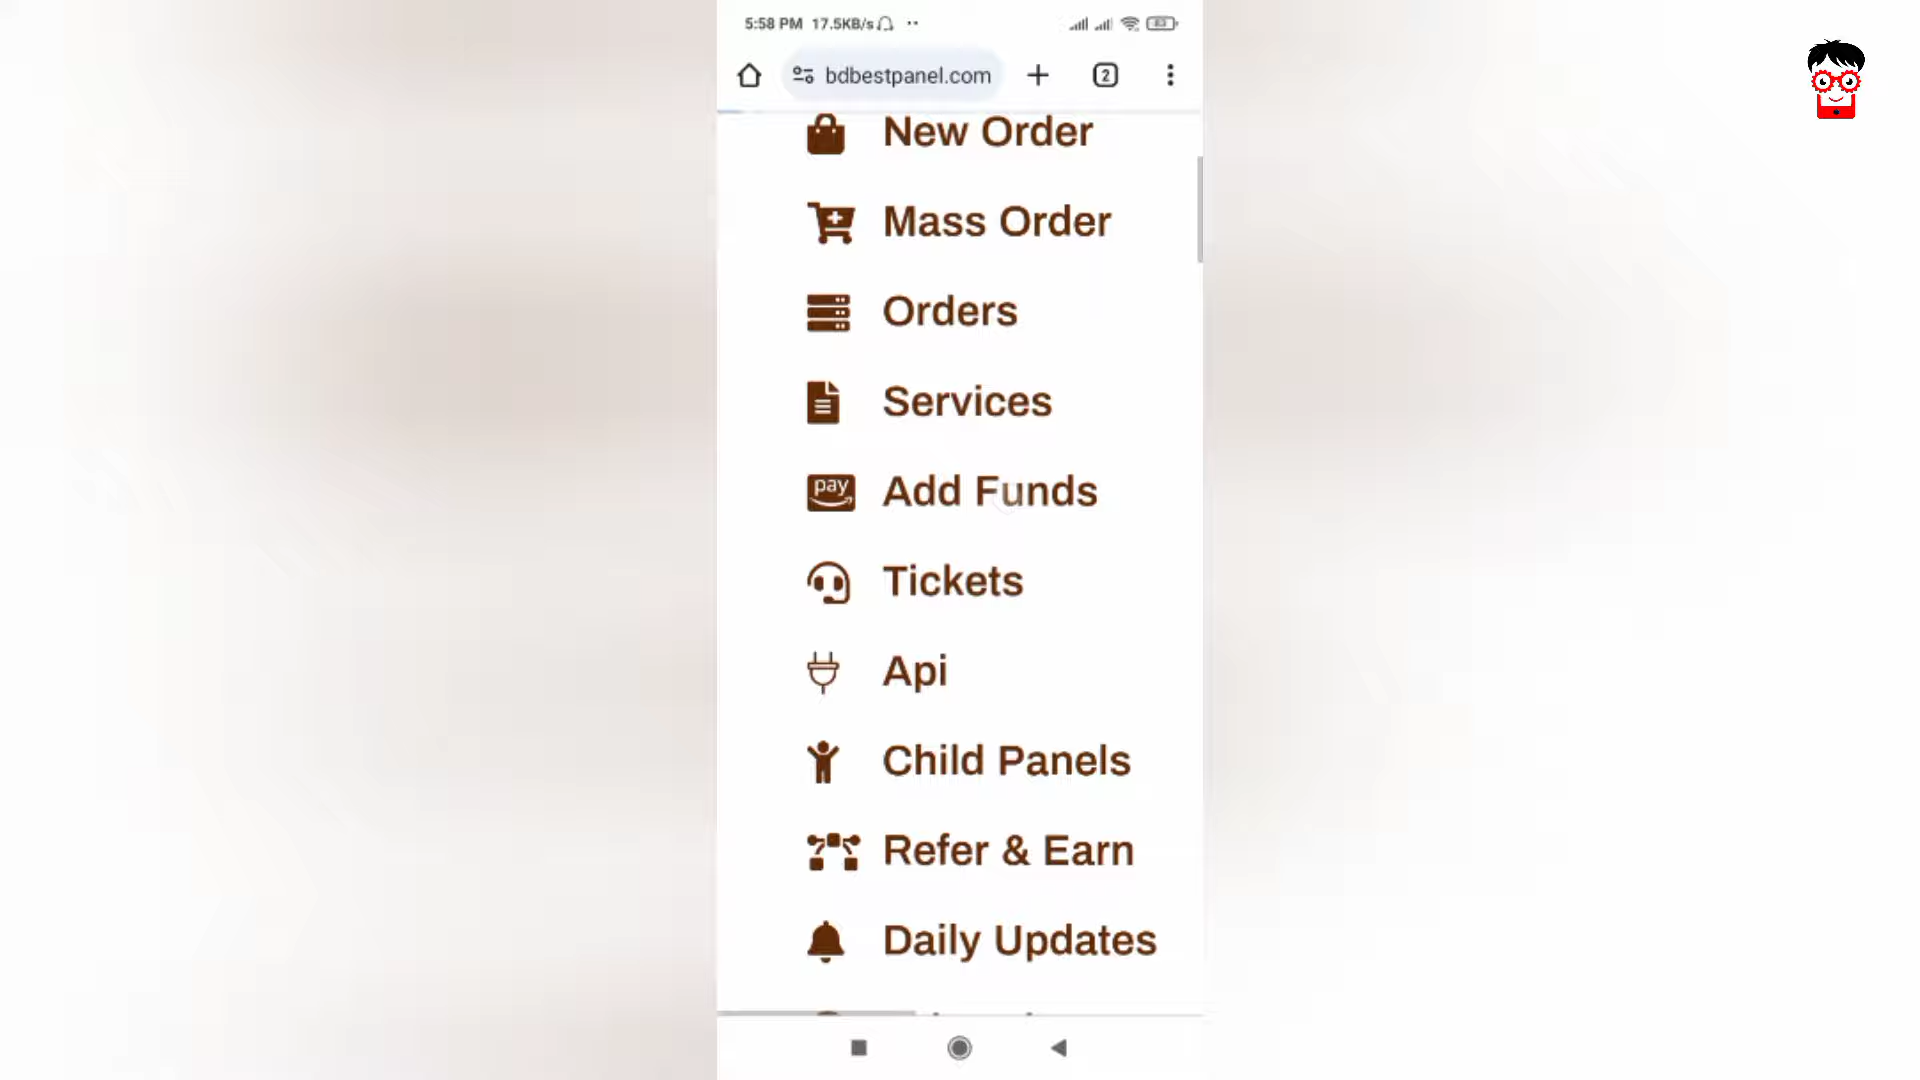 5:58 PM 17.5KB/s
bdbestpanel.com
2
New Order
Mass Order
Orders
Services
pay
Add Funds
Tickets
Api
Child Panels
Refer & Earn
Daily Updates